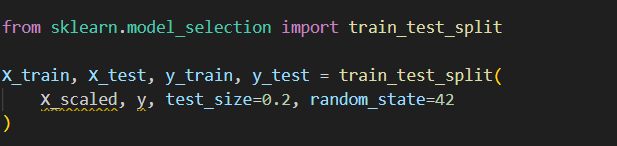 from sklearn.model_selection import train_test_split
X_train, X_test, y_train, y_test = train_test_split(
    X_scaled, y, test_size=0.2, random_state=42
)